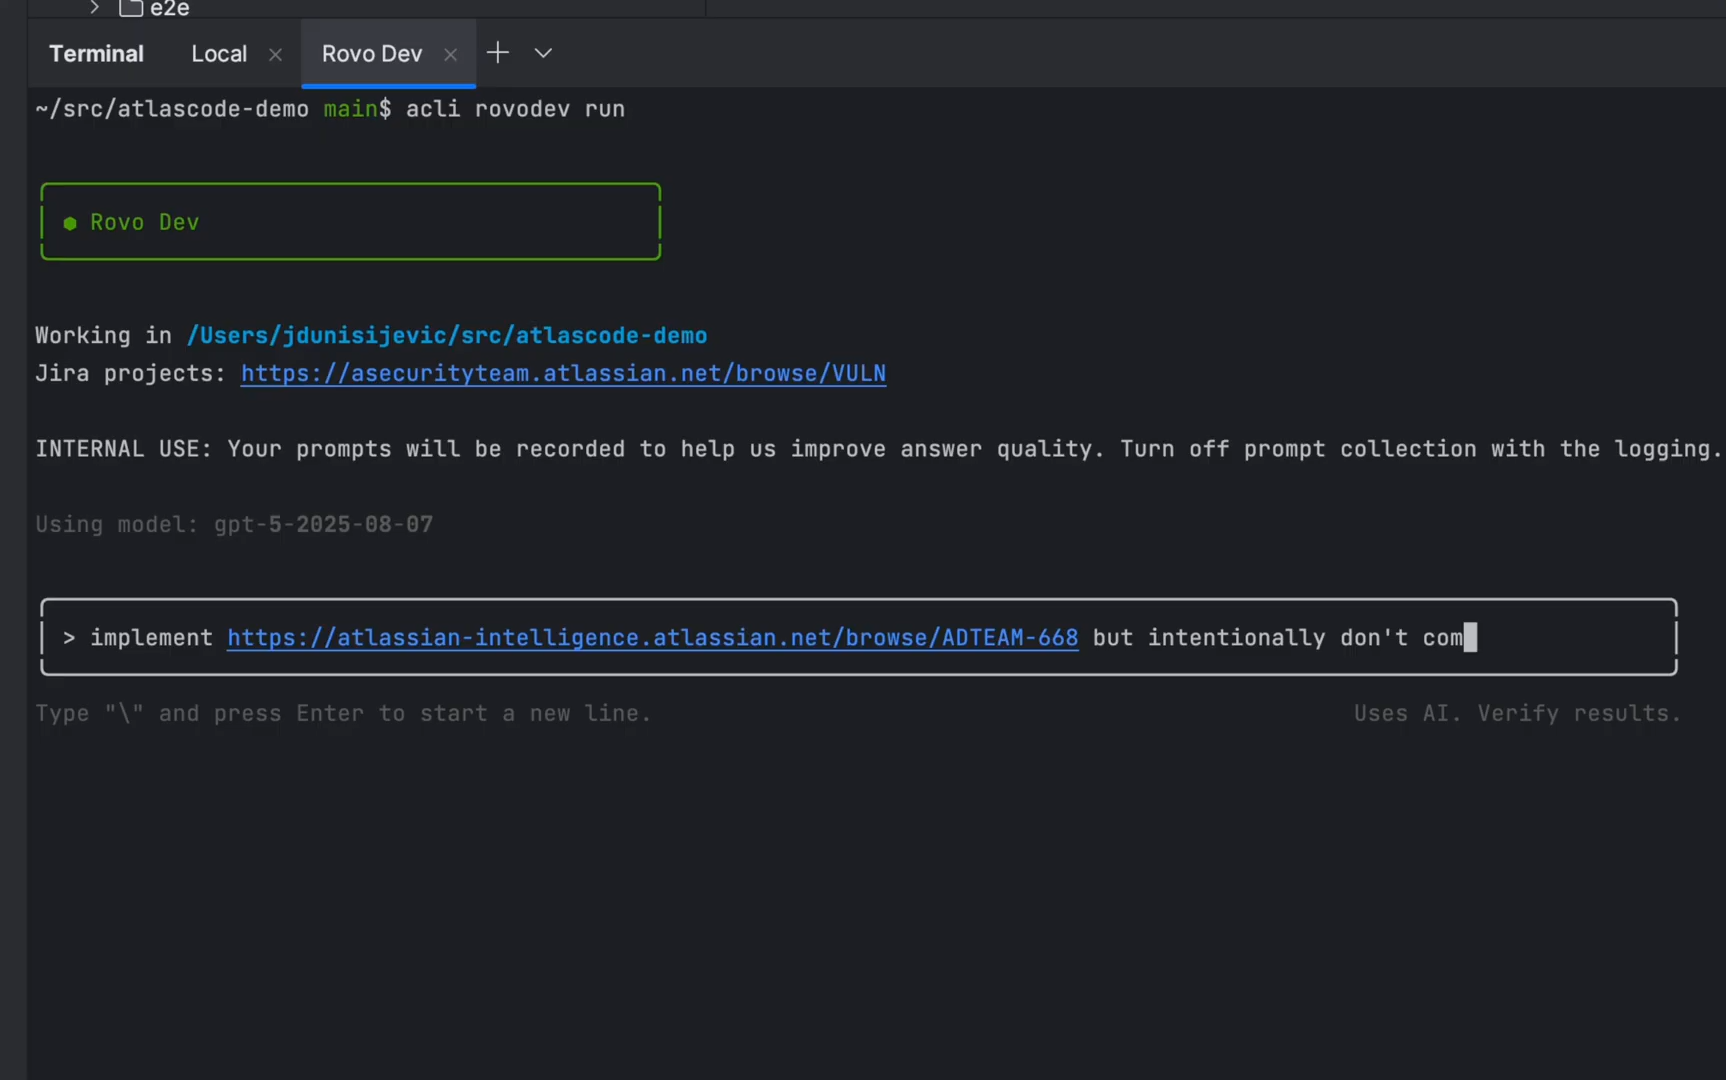 e2e
Terminal Local Rovo Dev
~/src/atlascode-demo main$ acli rovodev run
Rovo Dev
Working in /Users/jdunisijevic/src/atlascode-demo
Jira projects: https://asecurityteam.atlassian.net/browse/VULN
INTERNAL USE: Your prompts will be recorded to help us improve answer quality. Turn off prompt collection with the logging.
Using model: gpt-5-2025-08-07
> implement https://atlassian-intelligence.atlassian.net/browse/ADTEAM-668 but intentionally don't com
Type "\" and press Enter to start a new line. Uses AI. Verify results.